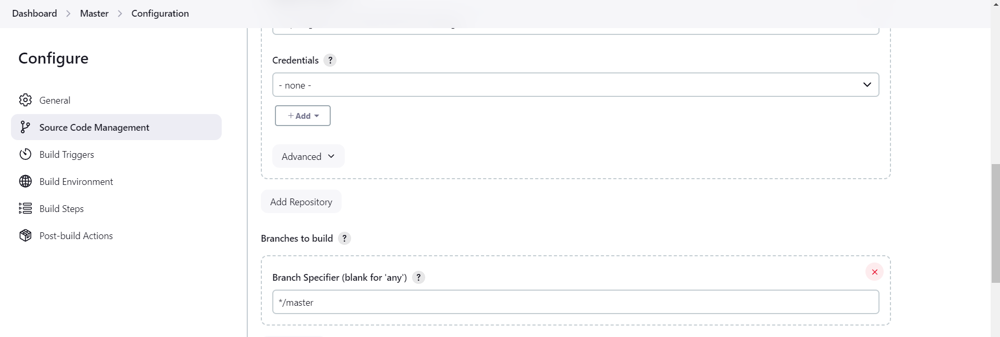 Dashboard > Master > Configuration
Configure
General
Source Code Management
Build Triggers
Build Environment
Build Steps
Post-build Actions
Credentials ?
- none -
+ Add
Advanced
Add Repository
Branches to build ?
Branch Specifier (blank for 'any') ?
*/master